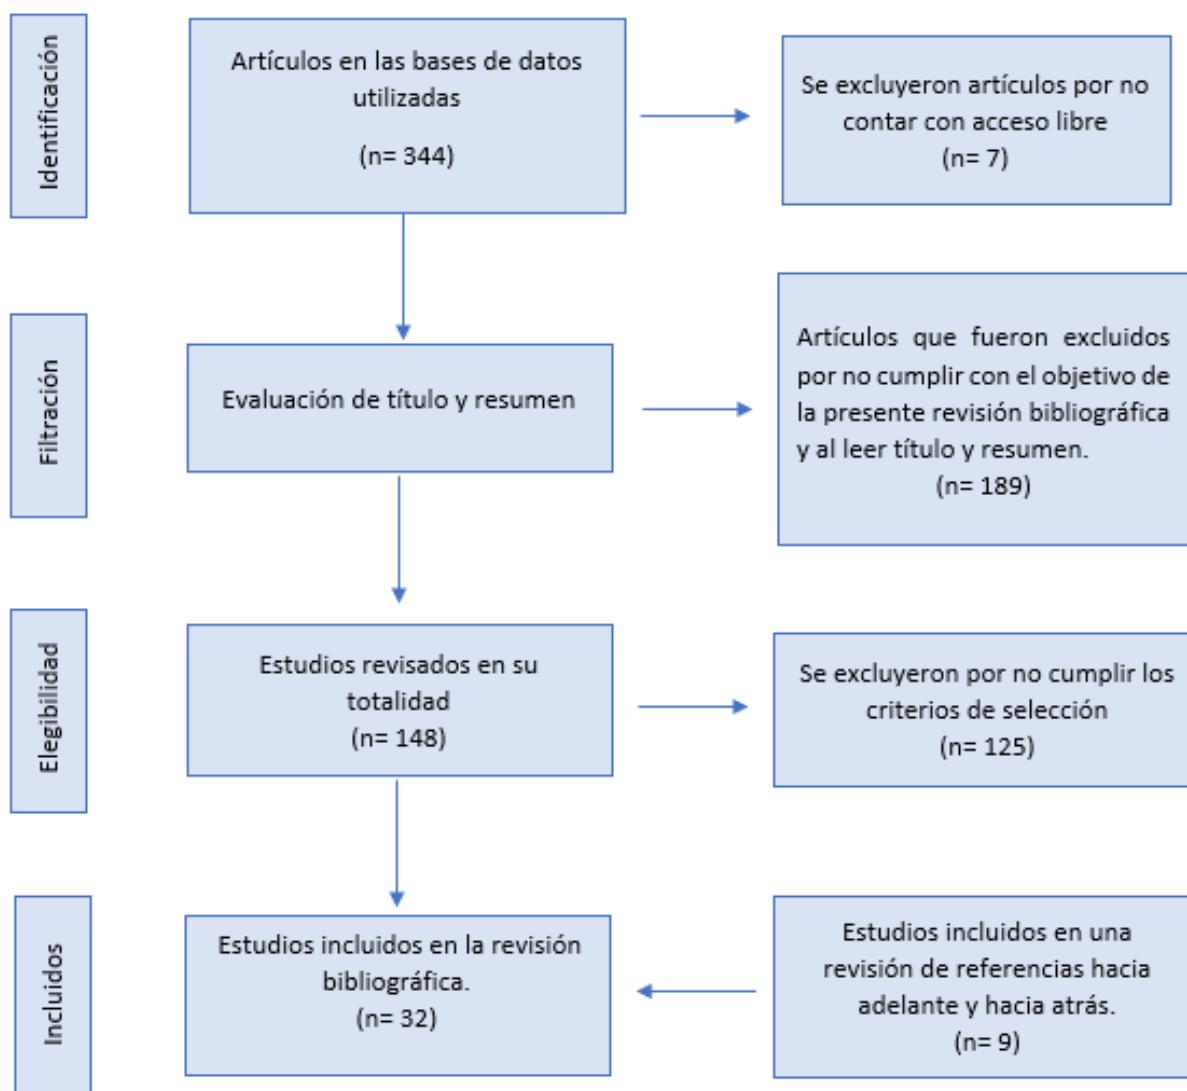 Identificación
Artículos en las bases de datos
utilizadas
(n= 344)
Se excluyeron artículos por no
contar con acceso libre
(n= 7)
Filtración
Evaluación de título y resumen
Artículos que fueron excluidos
por no cumplir con el objetivo de
la presente revisión bibliográfica
y al leer título y resumen.
(n= 189)
Elegibilidad
Estudios revisados en su
totalidad
(n= 148)
Se excluyeron por no cumplir los
criterios de selección
(n= 125)
Incluidos
Estudios incluidos en la revisión
bibliográfica.
(n= 32)
Estudios incluidos en una
revisión de referencias hacia
adelante y hacia atrás.
(n= 9)